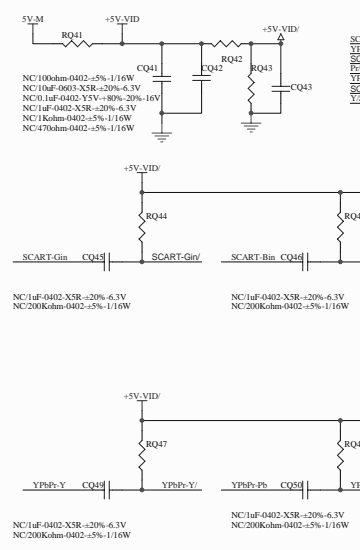 5V-M
RQ41
+5V-VID
+5V-VID/
CQ41
CQ42
RQ42
RQ43
CQ43
NC/100ohm-0402-±5%-1/16W
NC/10uF-0603-X5R-±20%-6.3V
NC/0.1uF-0402-Y5V-+80%-20%-16V
NC/1uF-0402-X5R-±20%-6.3V
NC/1Kohm-0402-±5%-1/16W
NC/470ohm-0402-±5%-1/16W
+5V-VID/
RQ44
SCART-Gin
CQ45
SCART-Gin/
SCART-Bin
CQ46
NC/1uF-0402-X5R-±20%-6.3V
NC/200Kohm-0402-±5%-1/16W
NC/1uF-0402-X5R-±20%-6.3V
NC/200Kohm-0402-±5%-1/16W
+5V-VID/
RQ47
YPbPr-Y
CQ49
YPbPr-Y/
YPbPr-Pb
CQ50
NC/1uF-0402-X5R-±20%-6.3V
NC/200Kohm-0402-±5%-1/16W
NC/1uF-0402-X5R-±20%-6.3V
NC/200Kohm-0402-±5%-1/16W